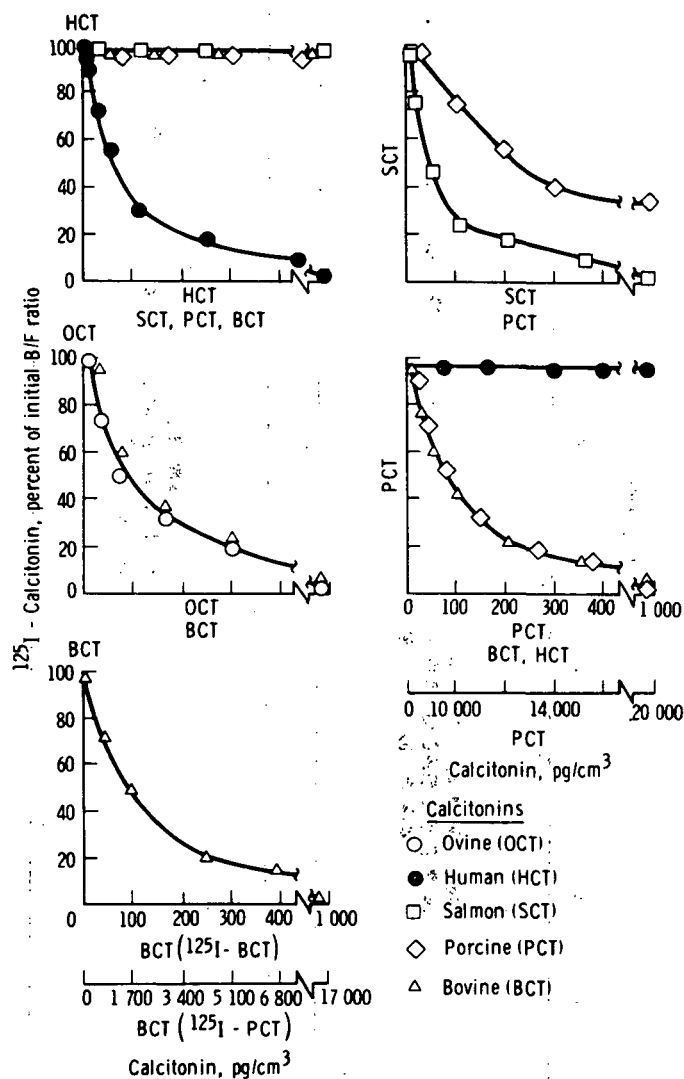 HCT
100
80
60
40
20
0
HCT
SCT, PCT, BCT
SCT
SCT
PCT
125I - Calcitonin, percent of initial B/F ratio
OCT
100
80
60
40
20
0
OCT
BCT
PCT
0 100 200 300 400 1 000
PCT
BCT, HCT
0 10 000 14,000 20 000
PCT
Calcitonin, pg/cm3
BCT
100
80
60
40
20
0 100 200 300 400 1 000
BCT (125I - BCT)
0 1 700 3 400 5 100 6 800 17 000
BCT (125I - PCT)
Calcitonin, pg/cm3
Calcitonins
Ovine (OCT)
Human (HCT)
Salmon (SCT)
Porcine (PCT)
Bovine (BCT)